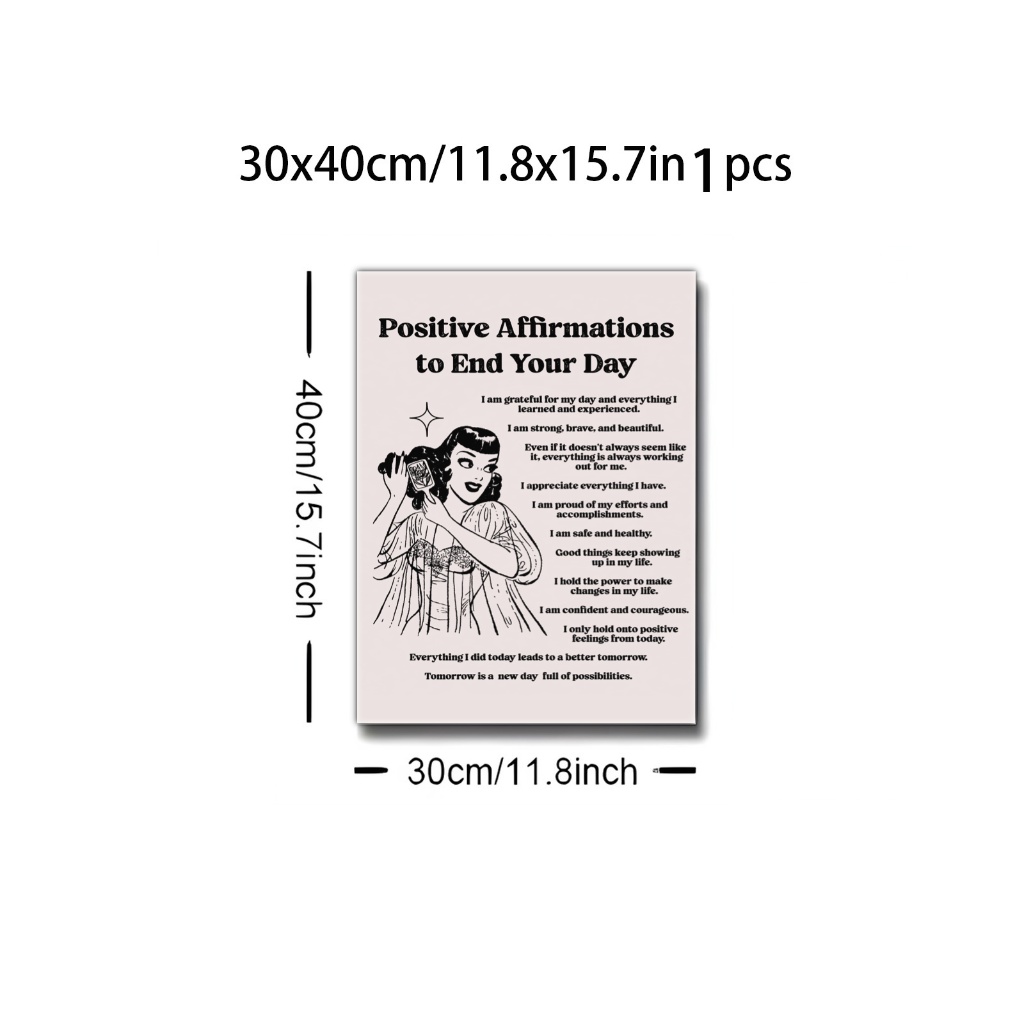 30x40cm/11.8x15.7in 1 pcs
Positive Affirmations
to End Your Day
I am grateful for my day and everything I
learned and experienced.
I am strong, brave, and beautiful.
Even if it doesn't always seem like
it, everything is always working
out for me.
I appreciate everything I have.
I am proud of my efforts and
accomplishments.
I am safe and healthy.
Good things keep showing
up in my life.
I hold the power to make
changes in my life.
I am confident and courageous.
I only hold onto positive
feelings from today.
Everything I did today leads to a better tomorrow.
Tomorrow is a new day full of possibilities.
40cm/15.7inch
30cm/11.8inch